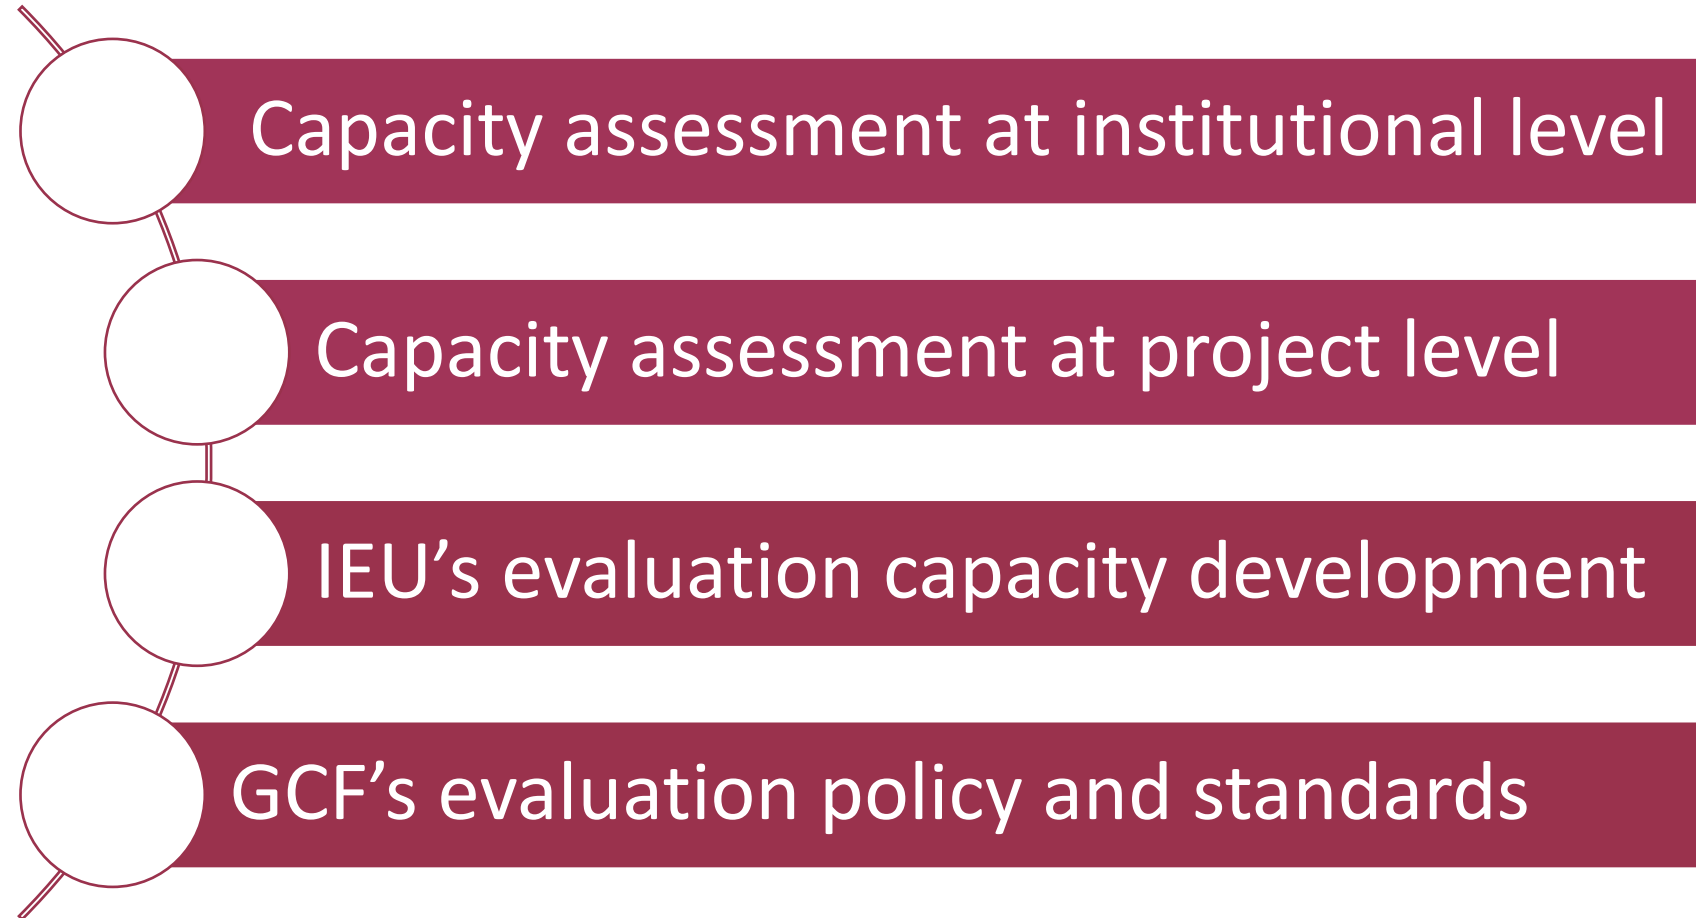 Capacity assessment at institutional level
Capacity assessment at project level
IEU’s evaluation capacity development
GCF’s evaluation policy and standards